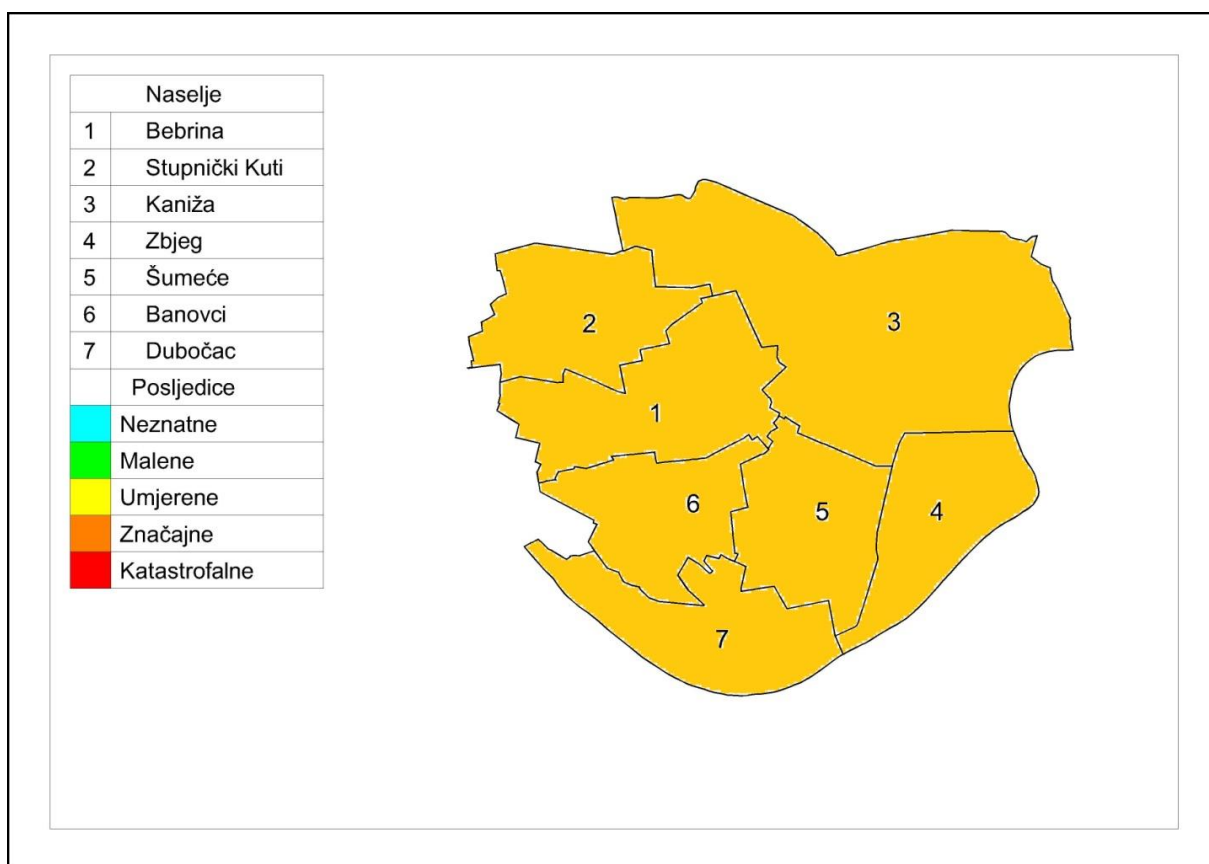 Naselje
1 Bebrina
2 Stupnički Kuti
3 Kaniža
4 Zbjeg
5 Šumeće
6 Banovci
7 Dubočac
Posljedice
Neznatne
Malene
Umjerene
Značajne
Katastrofalne
2
3
1
6
5
4
7